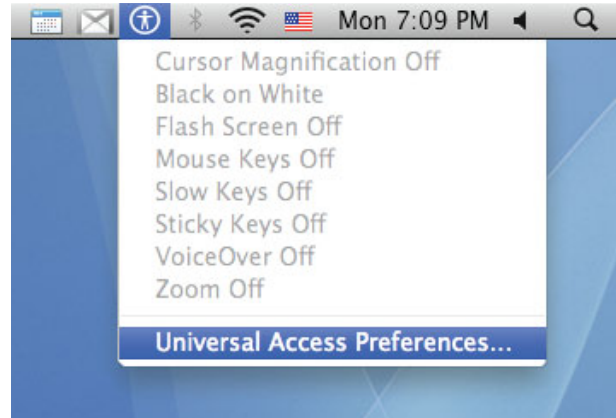 Mon 7:09 PM
Cursor Magnification Off
Black on White
Flash Screen Off
Mouse Keys Off
Slow Keys Off
Sticky Keys Off
VoiceOver Off
Zoom Off
Universal Access Preferences...